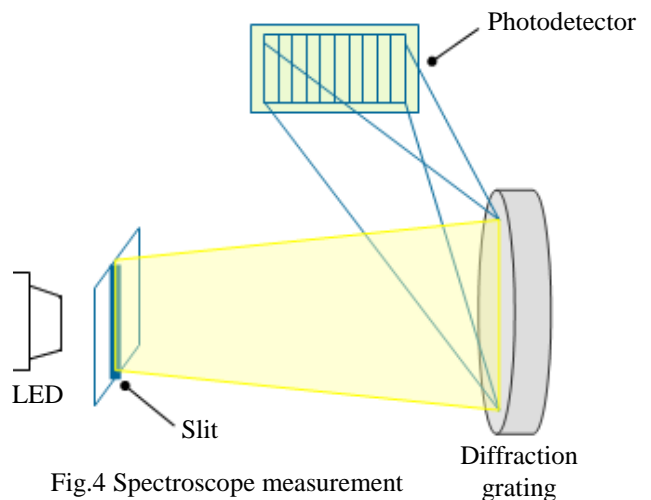 Photodetector
LED
Slit
Diffraction
grating
Fig.4 Spectroscope measurement